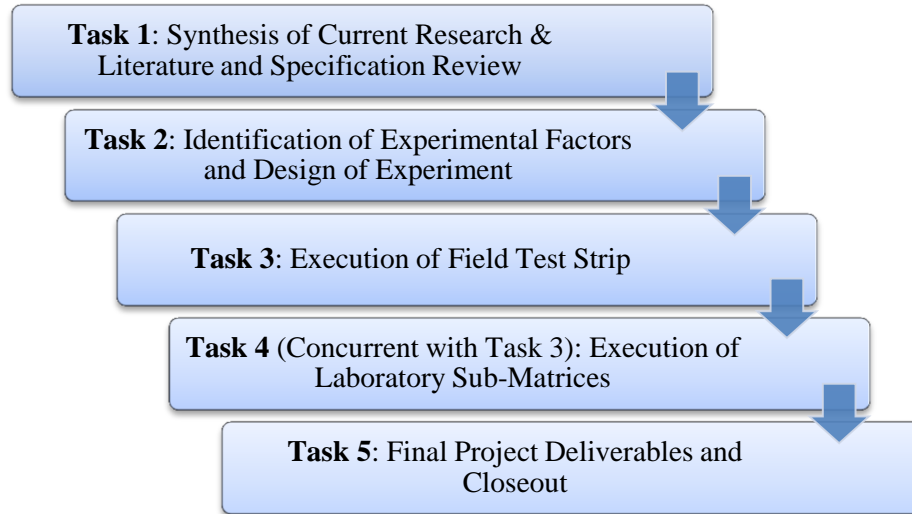 Task 1: Synthesis of Current Research &
Literature and Specification Review
Task 2: Identification of Experimental Factors
and Design of Experiment
Task 3: Execution of Field Test Strip
Task 4 (Concurrent with Task 3): Execution of
Laboratory Sub-Matrices
Task 5: Final Project Deliverables and
Closeout